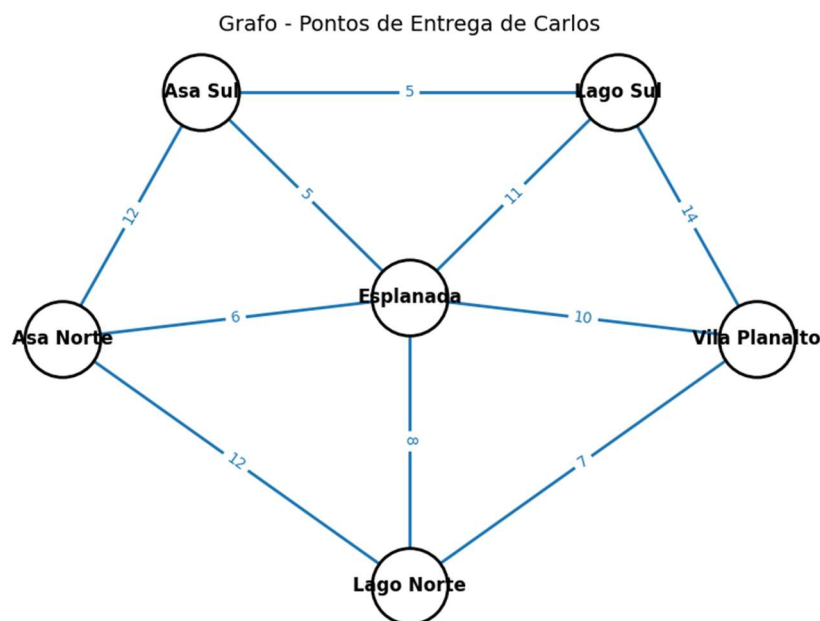 Grafo - Pontos de Entrega de Carlos
Asa Sul
5
Lago Sul
5
11
12
14
Esplanada
6
10
Asa Norte
Vila Planalto
8
12
7
Lago Norte